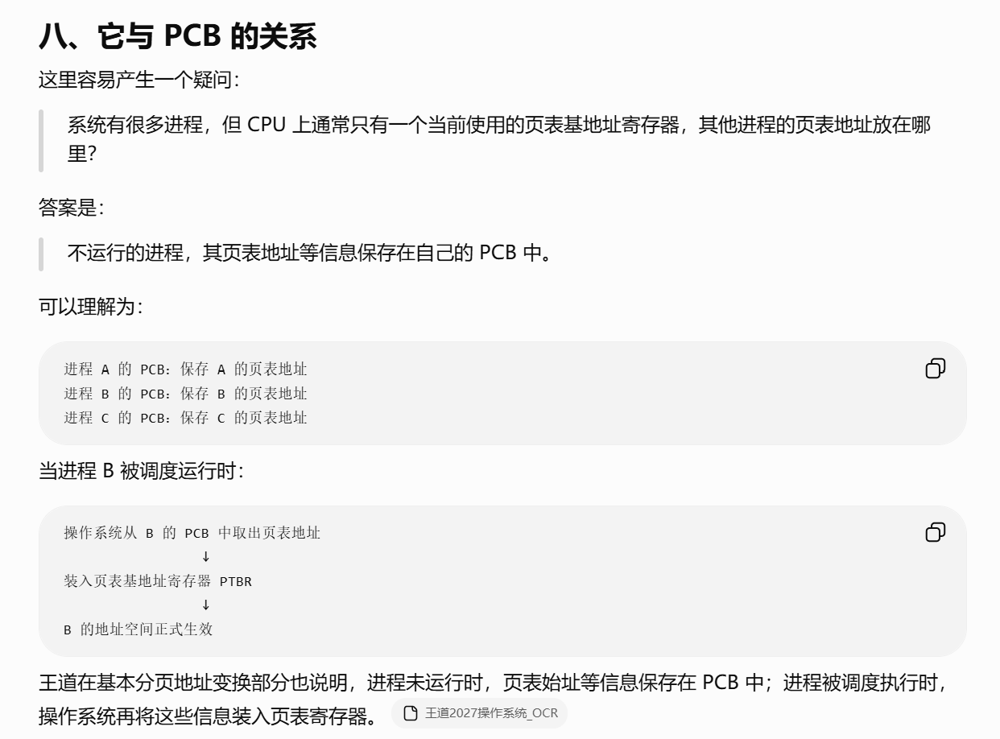 八、它与 PCB 的关系
这里容易产生一个疑问：
系统有很多进程，但 CPU 上通常只有一个当前使用的页表基地址寄存器，其他进程的页表地址放在哪
里？
答案是：
不运行的进程，其页表地址等信息保存在自己的 PCB 中。
可以理解为：
进程 A 的 PCB：保存 A 的页表地址
进程 B 的 PCB：保存 B 的页表地址
进程 C 的 PCB：保存 C 的页表地址
当进程 B 被调度运行时：
操作系统从 B 的 PCB 中取出页表地址
↓
装入页表基地址寄存器 PTBR
↓
B 的地址空间正式生效
王道在基本分页地址变换部分也说明，进程未运行时，页表始址等信息保存在 PCB 中；进程被调度执行时，
操作系统再将这些信息装入页表寄存器。 王道2027操作系统_OCR